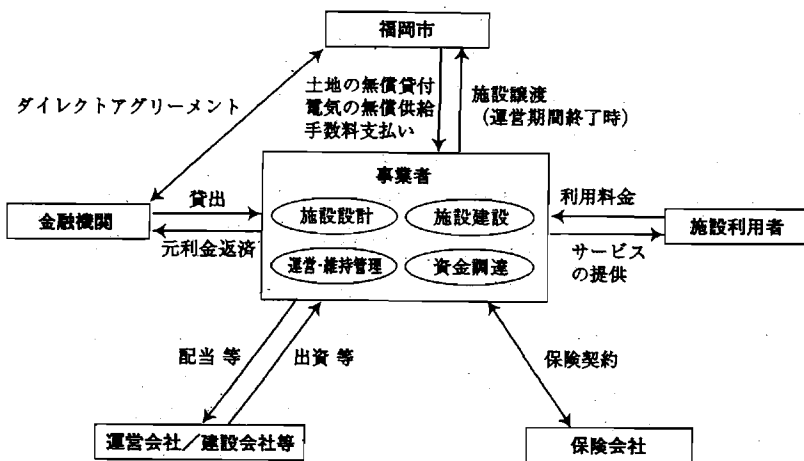 福岡市
ダイレクトアグリーメント
土地の無償貸付
電気の無償供給
手数料支払い
施設譲渡
(運営期間終了時)
事業者
金融機関
貸出
元利金返済
施設設計
施設建設
運営・維持管理
資金調達
利用料金
サービス
の提供
施設利用者
配当 等
出資 等
保険契約
運営会社/建設会社等
保険会社